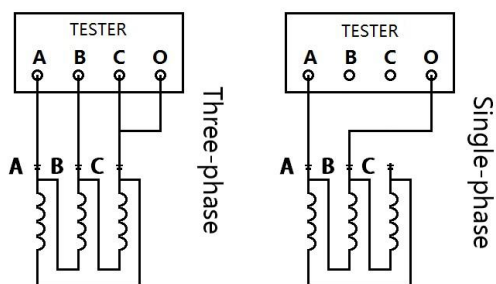 TESTER
A B C O
A B C
Three-phase
TESTER
A B C O
A B C
Single-phase